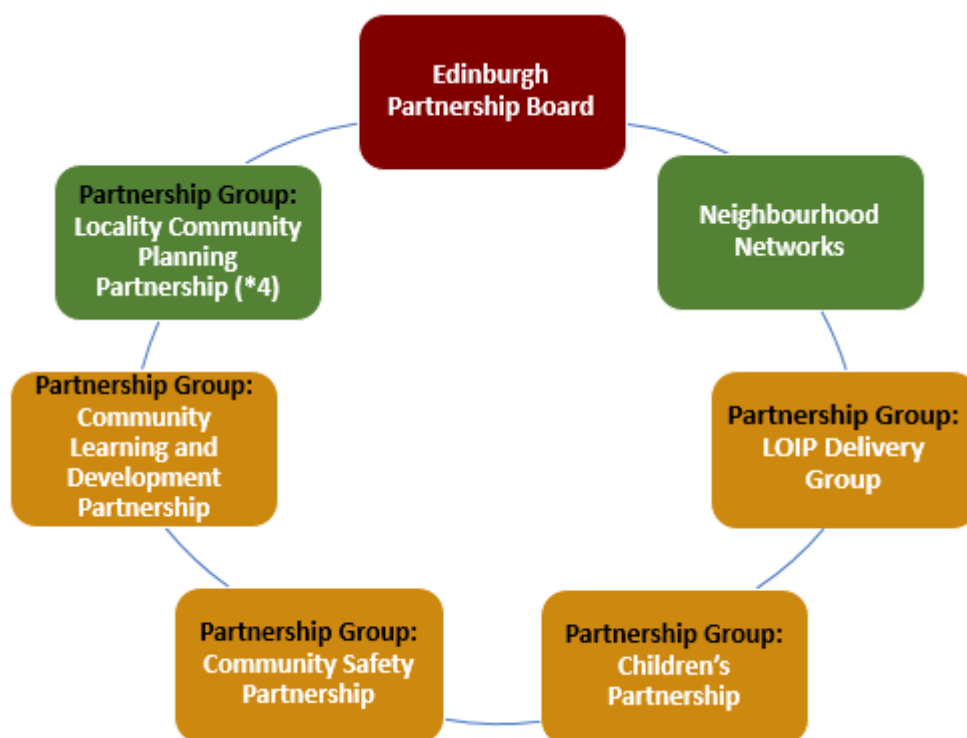 Edinburgh
Partnership Board
Neighbourhood
Networks
Partnership Group:
LOIP Delivery
Group
Partnership Group:
Children’s
Partnership
Partnership Group:
Community Safety
Partnership
Partnership Group:
Community
Learning and
Development
Partnership
Partnership Group:
Locality Community
Planning
Partnership (*4)